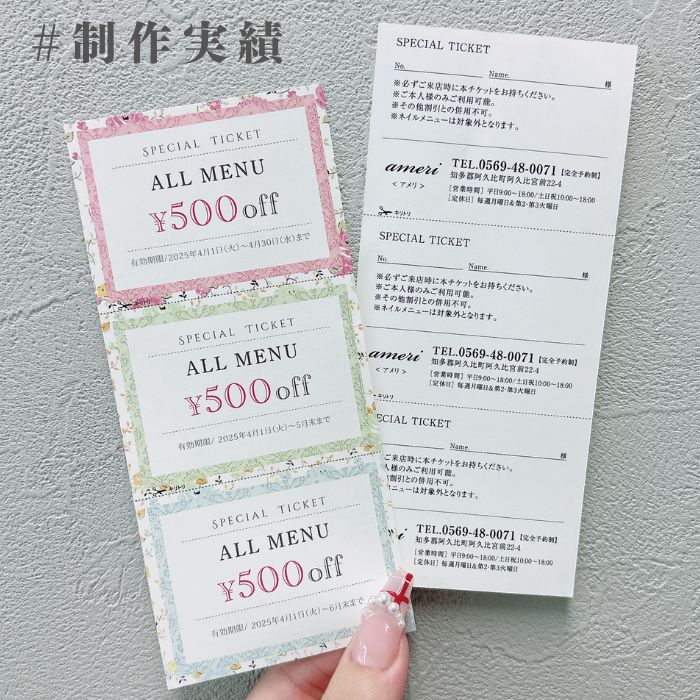 #制作実績
SPECIAL TICKET
ALL MENU
¥500off
有効期限/2025年4月1日(火)~4月30日(水)まで
キリトリ
SPECIAL TICKET
ALL MENU
¥500off
有効期限/2025年4月1日(火)~5月末まで
キリトリ
SPECIAL TICKET
ALL MENU
¥500off
有効期限/2025年4月1日(火)~6月末まで
SPECIAL TICKET
No. Name. 様
※必ずご来店時に本チケットをお持ちください。
※ご本人様のみご利用可能。
※その他割引との併用不可。
※ネイルメニューは対象外となります。
ameri TEL.0569-48-0071【完全予約制】
<アメリ> 知多郡阿久比町阿久比宮前22-4
[営業時間] 平日9:00~18:00/土日祝10:00~18:00
[定休日] 毎週月曜日&第2・第3火曜日
キリトリ
SPECIAL TICKET
No. Name. 様
※必ずご来店時に本チケットをお持ちください。
※ご本人様のみご利用可能。
※その他割引との併用不可。
※ネイルメニューは対象外となります。
ameri TEL.0569-48-0071【完全予約制】
<アメリ> 知多郡阿久比町阿久比宮前22-4
[営業時間] 平日9:00~18:00/土日祝10:00~18:00
[定休日] 毎週月曜日&第2・第3火曜日
キリトリ
SPECIAL TICKET
Name. 様
ご来店時に本チケットをお持ちください。
様のみご利用可能。
割引との併用不可。
メニューは対象外となります。
meri TEL.0569-48-0071【完全予約制】
リ> 知多郡阿久比町阿久比宮前22-4
[営業時間] 平日9:00~18:00/土日祝10:00~18:00
[定休日] 毎週月曜日&第2・第3火曜日